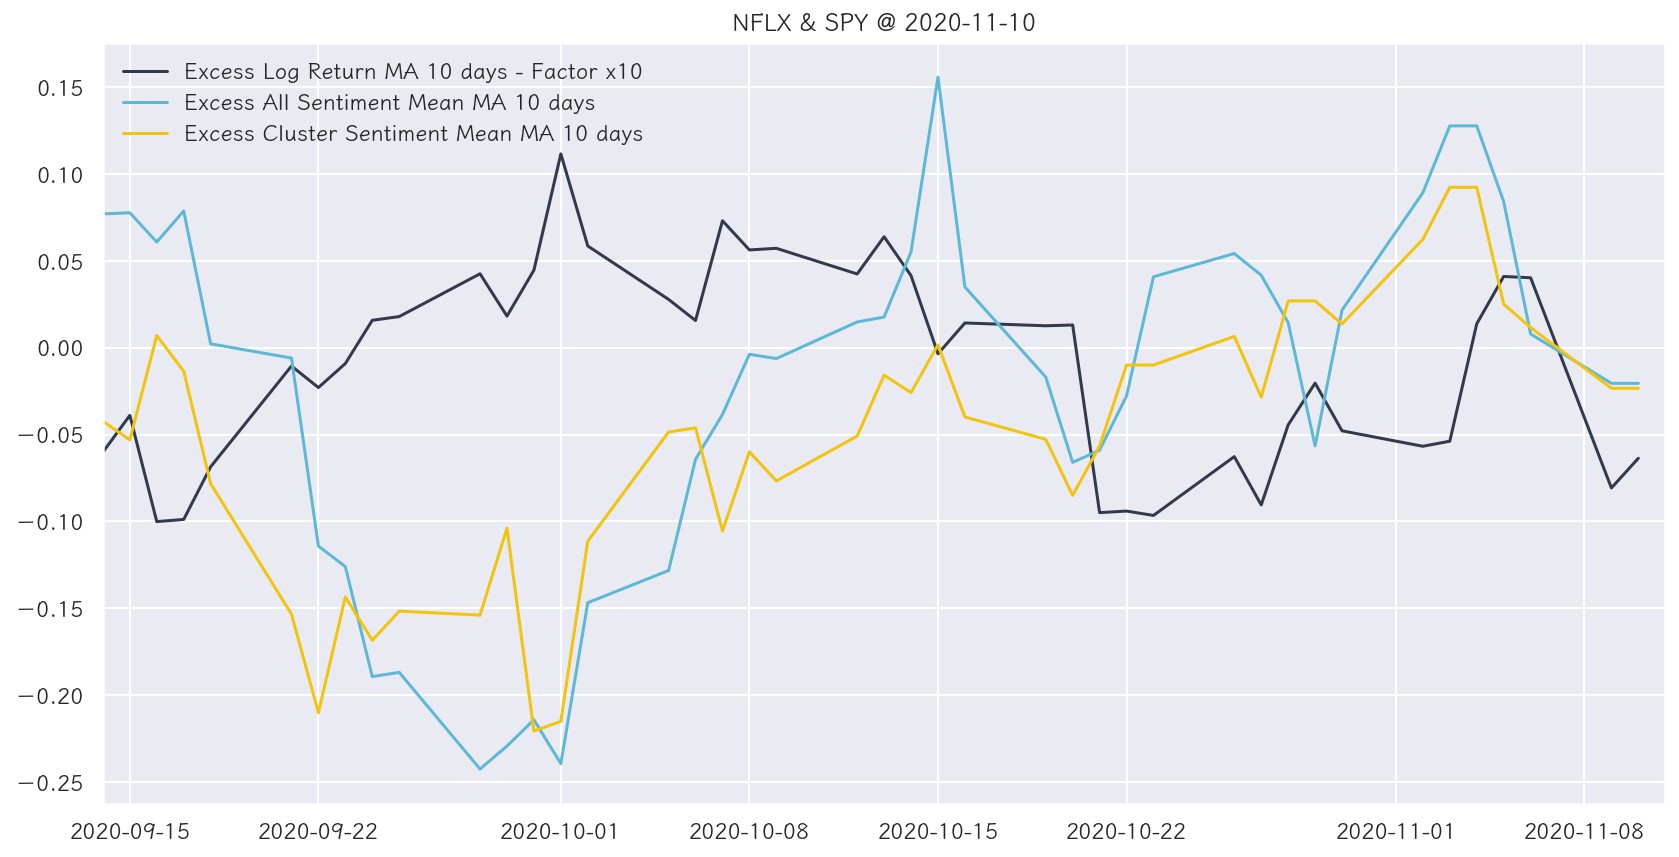 NFLX & SPY @ 2020-11-10
Excess Log Return MA 10 days - Factor x10
Excess All Sentiment Mean MA 10 days
Excess Cluster Sentiment Mean MA 10 days
0.15
0.10
0.05
0.00
−0.05
−0.10
−0.15
−0.20
−0.25
2020-09-15 2020-09-22 2020-10-01 2020-10-08 2020-10-15 2020-10-22 2020-11-01 2020-11-08